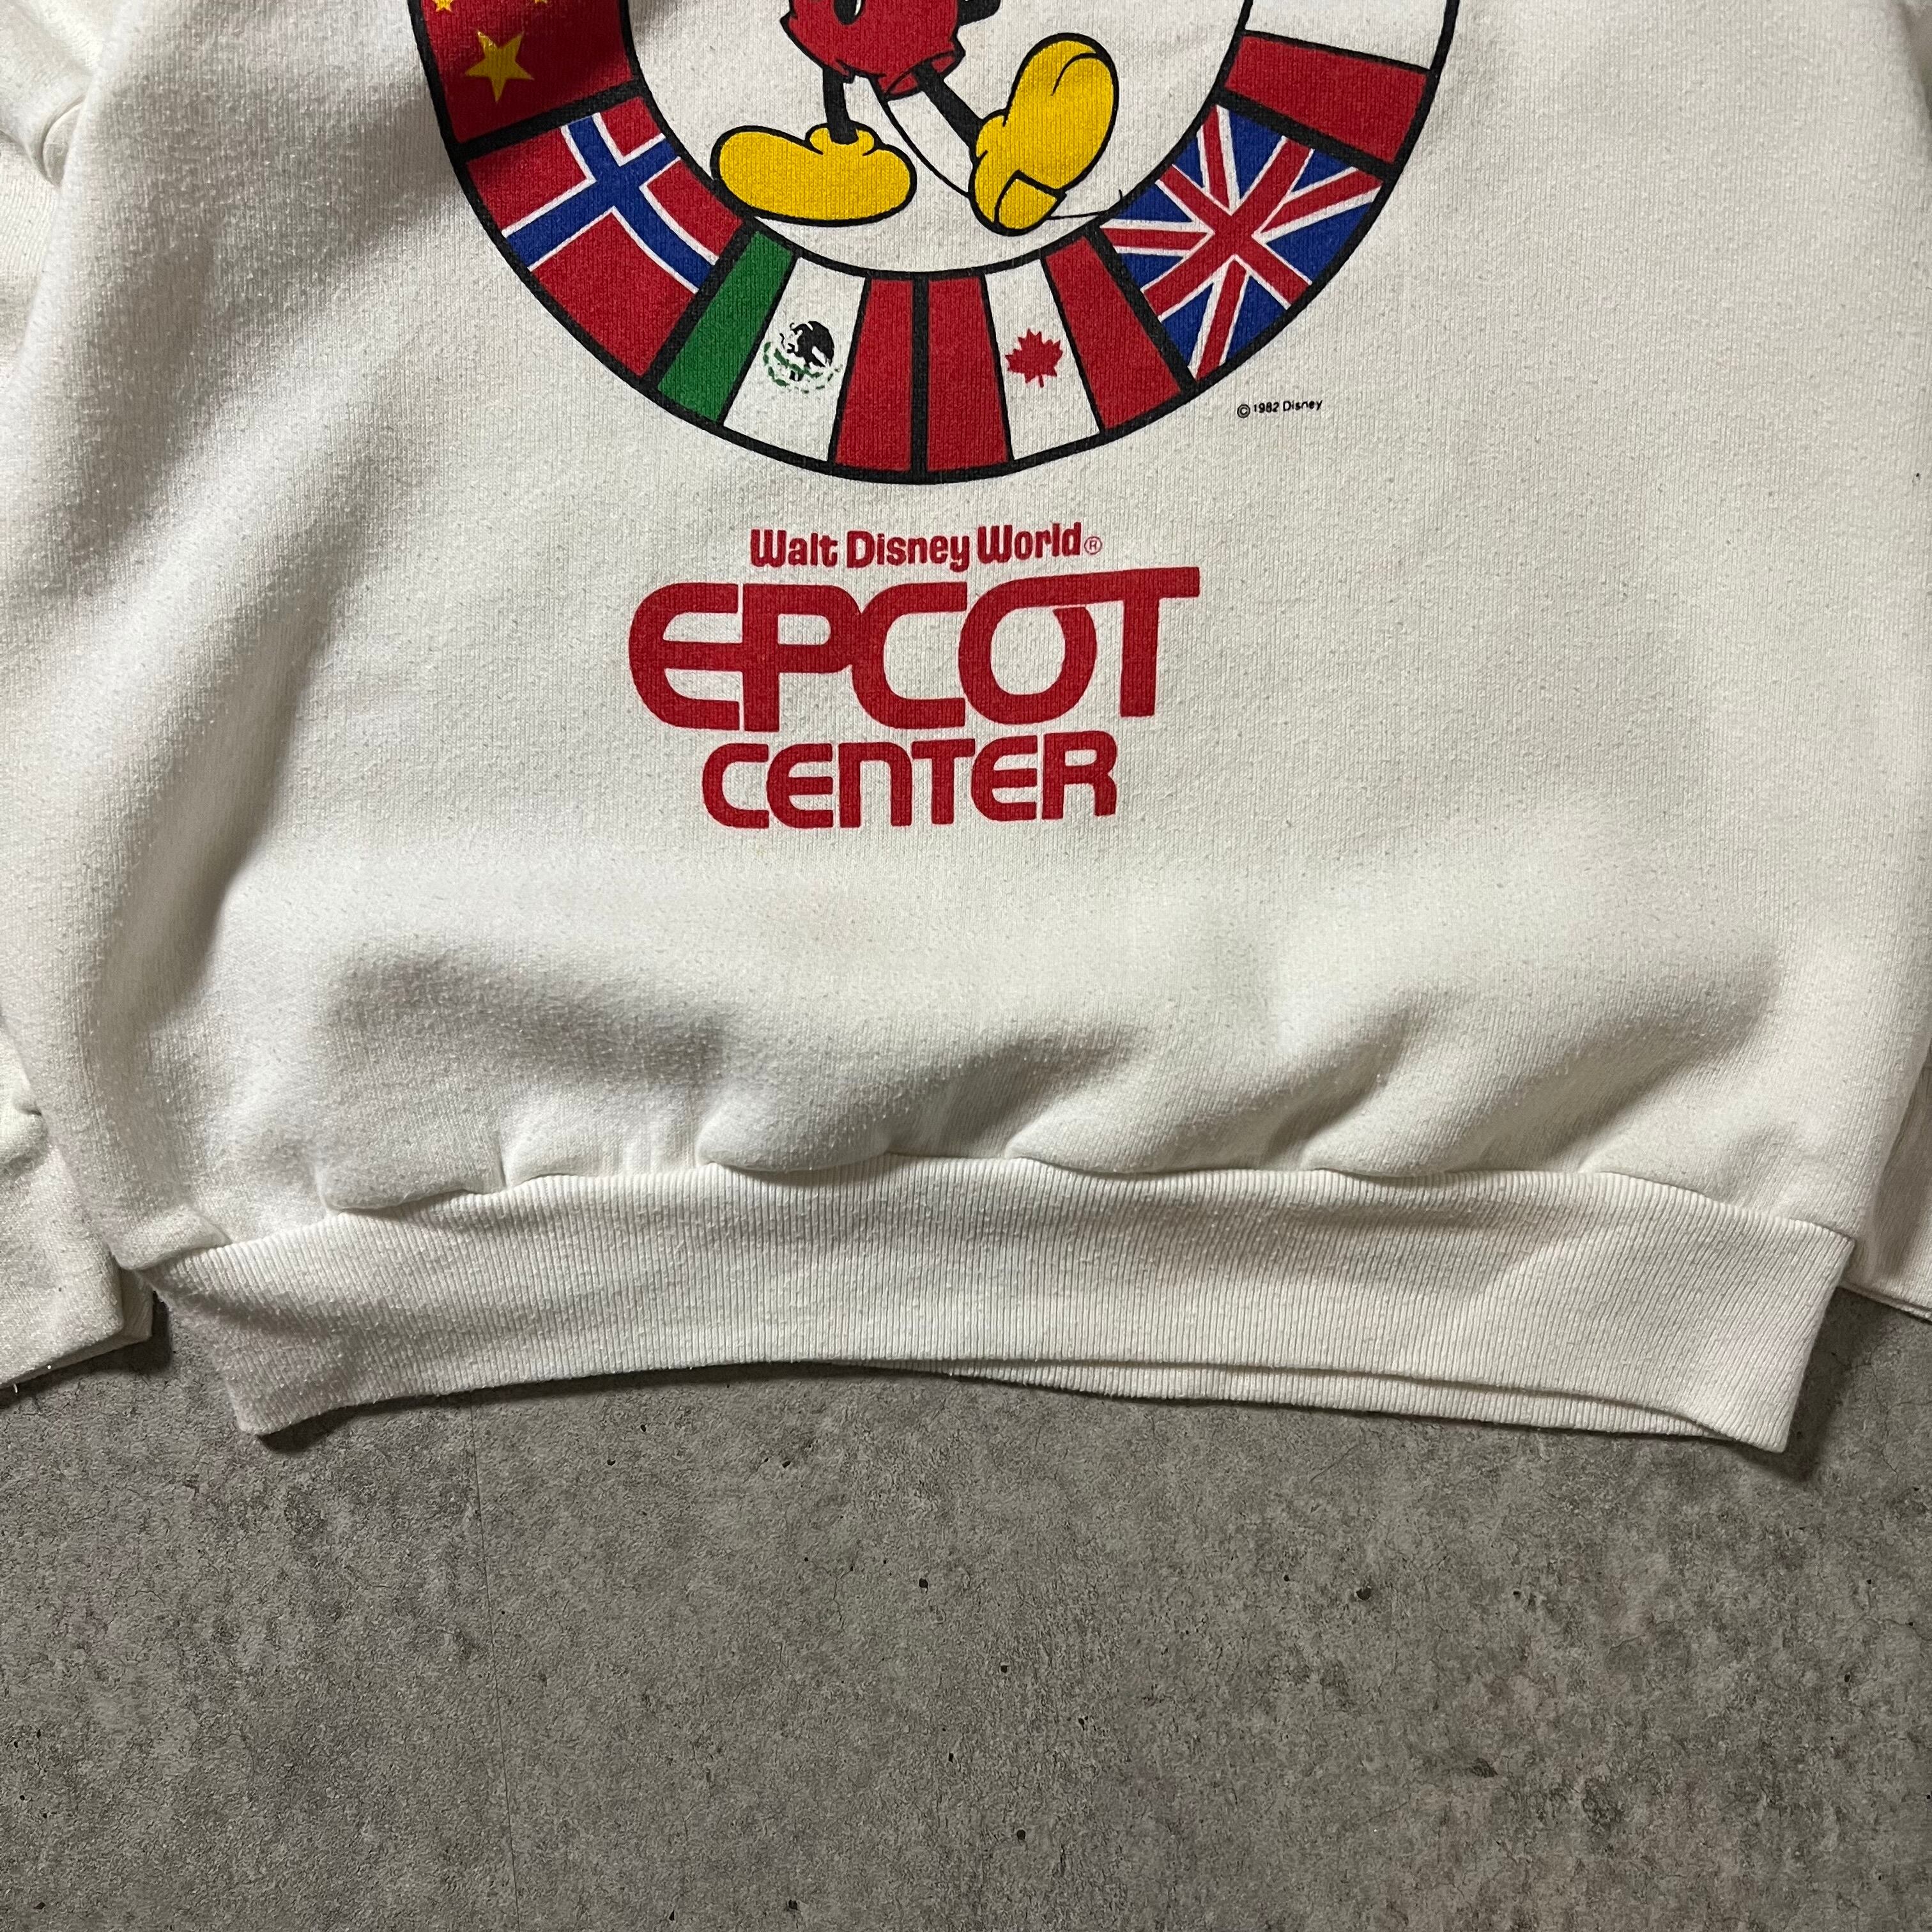 ©1982 Disney
Walt Disney World®
EPCOT
CENTER